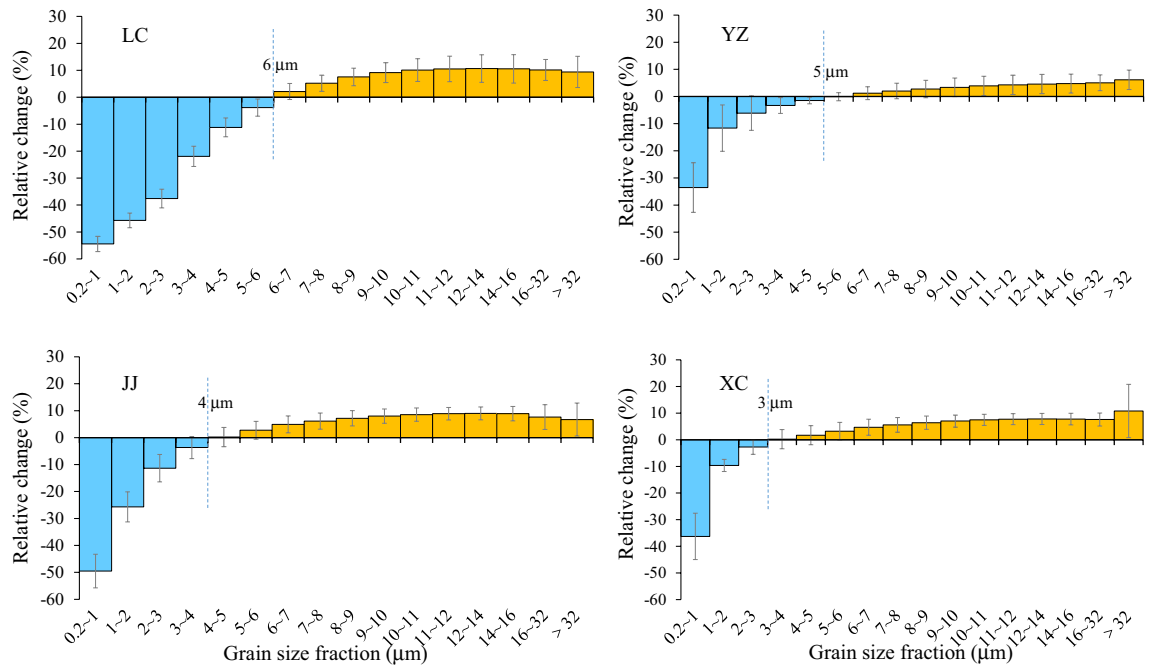 LC
Relative change (%)
30
20
10
0
-10
-20
-30
-40
-50
-60
6 μm
0.2~1 1~2 2~3 3~4 4~5 5~6 6~7 7~8 8~9 9~10 10~11 11~12 12~14 14~16 16~32 > 32
YZ
Relative change (%)
30
20
10
0
-10
-20
-30
-40
-50
-60
5 μm
0.2~1 1~2 2~3 3~4 4~5 5~6 6~7 7~8 8~9 9~10 10~11 11~12 12~14 14~16 16~32 > 32
JJ
Relative change (%)
30
20
10
0
-10
-20
-30
-40
-50
-60
4 μm
0.2~1 1~2 2~3 3~4 4~5 5~6 6~7 7~8 8~9 9~10 10~11 11~12 12~14 14~16 16~32 > 32
Grain size fraction (μm)
XC
Relative change (%)
30
20
10
0
-10
-20
-30
-40
-50
-60
3 μm
0.2~1 1~2 2~3 3~4 4~5 5~6 6~7 7~8 8~9 9~10 10~11 11~12 12~14 14~16 16~32 > 32
Grain size fraction (μm)